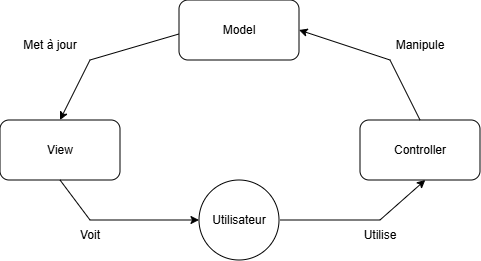 Model
Met à jour
Manipule
View
Controller
Utilisateur
Voit
Utilise